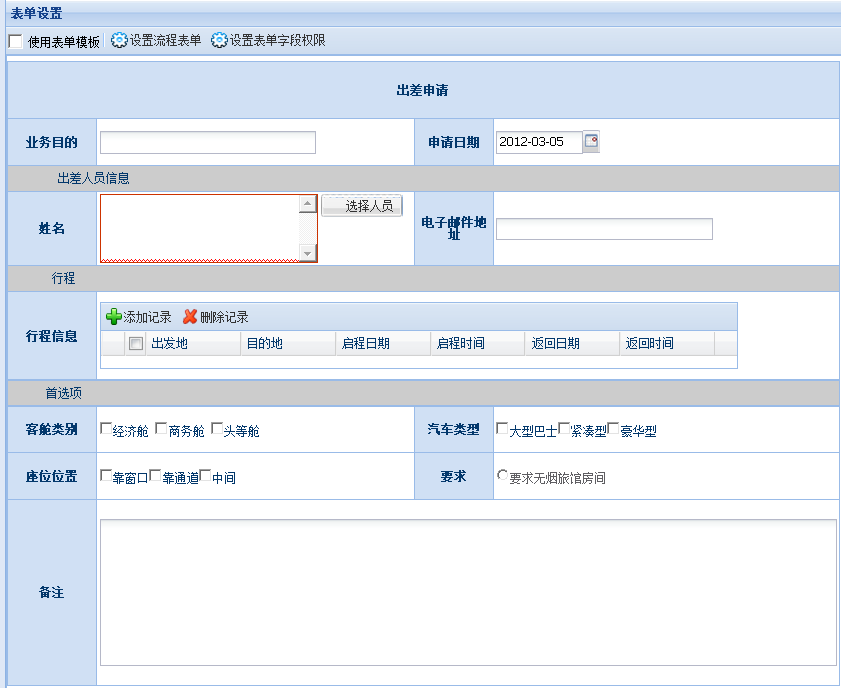 表单设置
使用表单模板 设置流程表单 设置表单字段权限
出差申请
业务目的 申请日期 2012-03-05
出差人员信息
姓名 选择人员 电子邮件地
址
行程
行程信息 添加记录 删除记录
出发地 目的地 启程日期 启程时间 返回日期 返回时间
首选项
客舱类别 经济舱 商务舱 头等舱 汽车类型 大型巴士 紧凑型 豪华型
座位位置 靠窗口 靠通道 中间 要求 要求无烟旅馆房间
备注